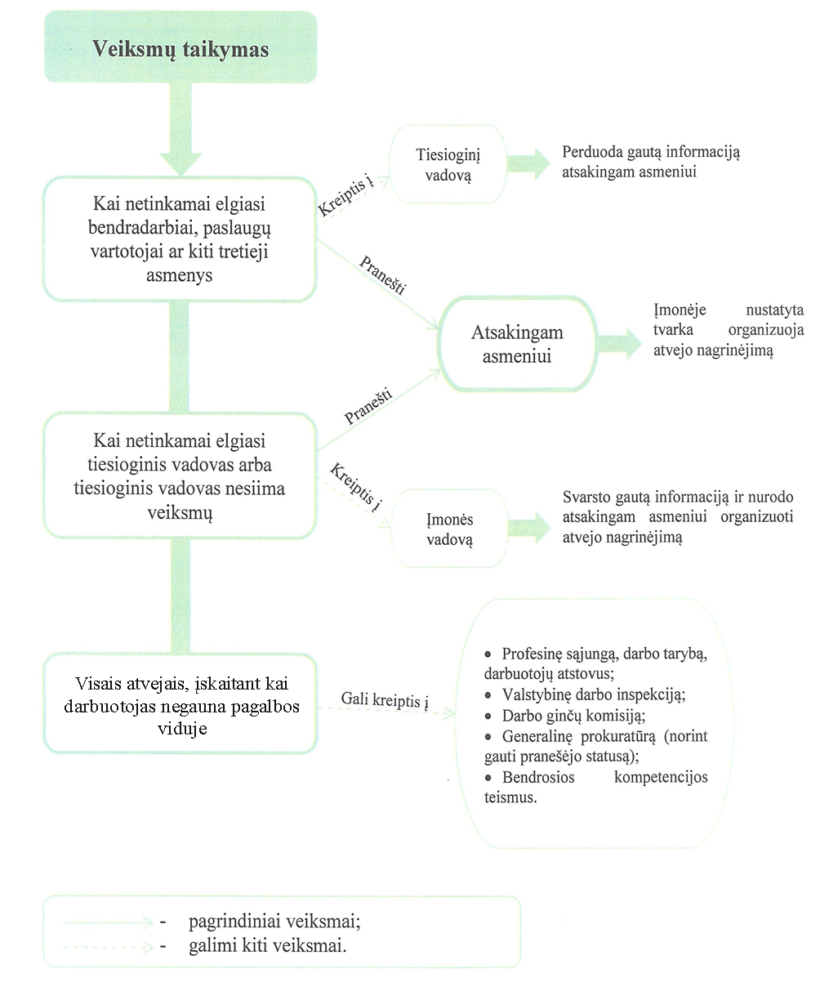 Veiksmų taikymas
Tiesioginį
vadovą
Perduoda gautą informaciją
atsakingam asmeniui
Kreiptis į
Kai netinkamai elgiasi
bendradarbiai, paslaugų
vartotojai ar kiti tretieji
asmenys
Pranešti
Atsakingam
asmeniui
Įmonėje nustatyta
tvarka organizuoja
atvejo nagrinėjimą
Pranešti
Kai netinkamai elgiasi
tiesioginis vadovas arba
tiesioginis vadovas nesiima
veiksmų
Kreiptis į
Įmonės
vadovą
Svarsto gautą informaciją ir nurodo
atsakingam asmeniui organizuoti
atvejo nagrinėjimą
Visais atvejais, įskaitant kai
darbuotojas negauna pagalbos
viduje
Gali kreiptis į
• Profesinę sąjungą, darbo tarybą,
darbuotojų atstovus;
• Valstybinę darbo inspekciją;
• Darbo ginčų komisiją;
• Generalinę prokuratūrą (norint
gauti pranešėjo statusą);
• Bendrosios kompetencijos
teismus.
- pagrindiniai veiksmai;
- galimi kiti veiksmai.